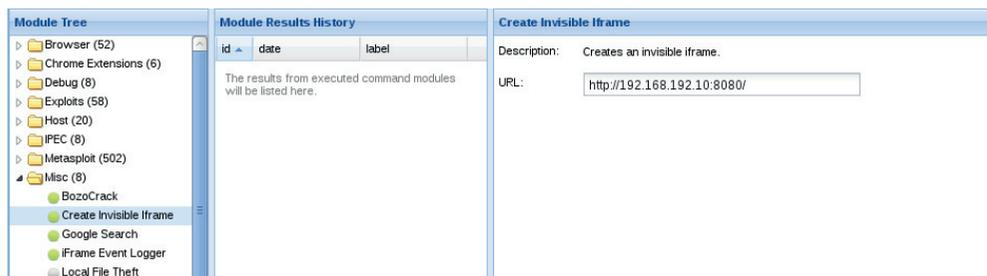 Module Tree
Browser (52)
Chrome Extensions (6)
Debug (8)
Exploits (58)
Host (20)
IPEC (8)
Metasploit (502)
Misc (8)
BozoCrack
Create Invisible Iframe
Google Search
iFrame Event Logger
Local File Theft
Module Results History
id date label
The results from executed command modules
will be listed here.
Create Invisible Iframe
Description: Creates an invisible iframe.
URL: http://192.168.192.10:8080/